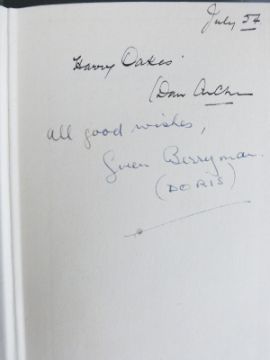 July 54
Harry Oakes
(Dan Archer
All good wishes,
Gwen Berryman.
(DORIS)